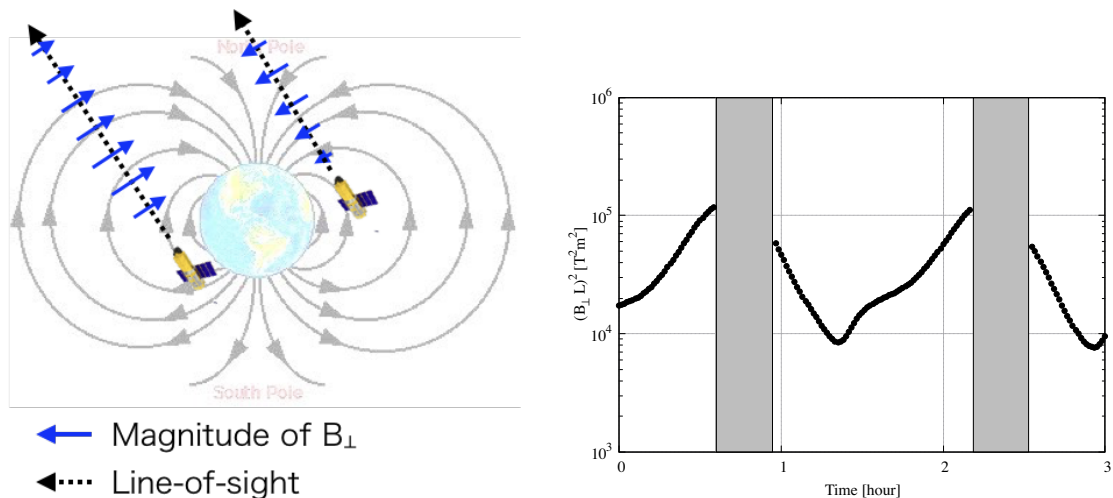 North Pole
South Pole
Magnitude of B⊥
Line-of-sight
(B⊥ L)² [T²m²]
10⁶
10⁵
10⁴
10³
0 1 2 3
Time [hour]